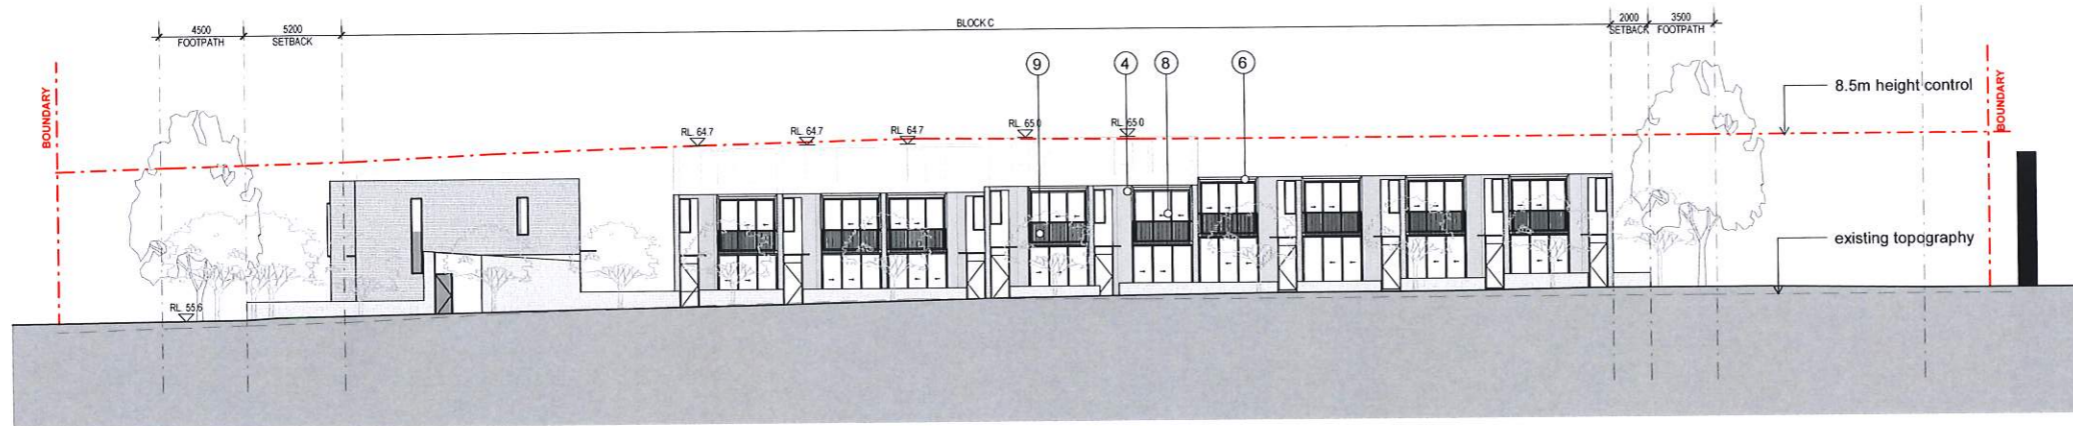 4500
FOOTPATH
5200
SETBACK
BLOCK C
2000
SETBACK
3500
FOOTPATH
9
4
8
6
8.5m height control
BOUNDARY
BOUNDARY
RL. 64.7
RL. 64.7
RL. 64.7
RL. 65.0
RL. 65.0
existing topography
RL. 55.6